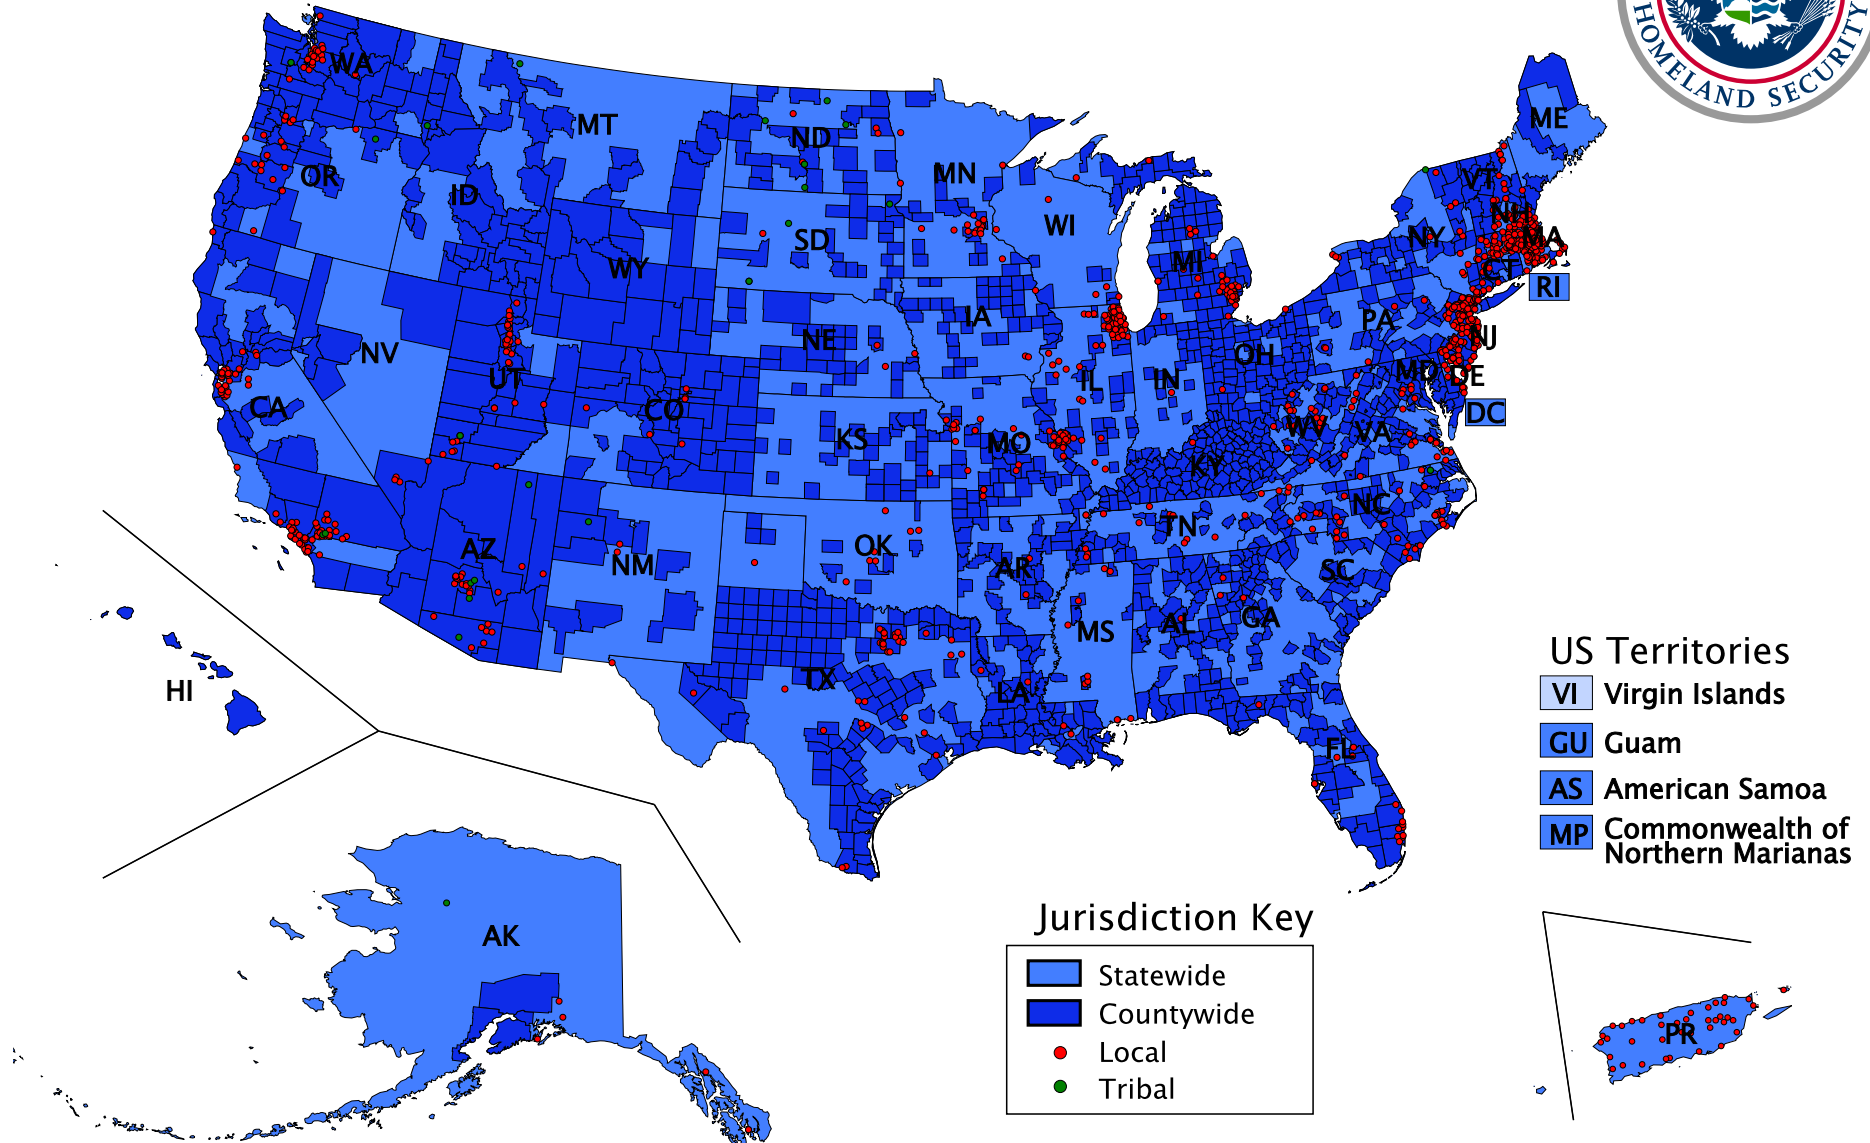 HOMELAND SECURITY
WA
MT
ND
MN
ME
OR
ID
SD
WI
VT
NH
NY
MA
WY
MI
CT
RI
IA
PA
NJ
NE
NV
OH
UT
IL
IN
MD
DE
CA
CO
DC
KS
MO
WV
VA
KY
NC
TN
AZ
NM
OK
AR
SC
MS
AL
GA
TX
LA
HI
FL
US Territories
VI Virgin Islands
GU Guam
AS American Samoa
MP Commonwealth of
Northern Marianas
AK
PR
Jurisdiction Key
Statewide
Countywide
Local
Tribal